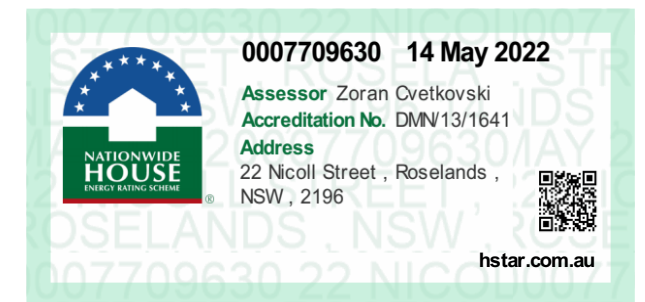 0007709630 14 May 2022
Assessor Zoran Cvetkovski
Accreditation No. DMN/13/1641
Address
22 Nicoll Street , Roselands ,
NSW , 2196
NATIONWIDE
HOUSE
ENERGY RATING SCHEME
®
hstar.com.au